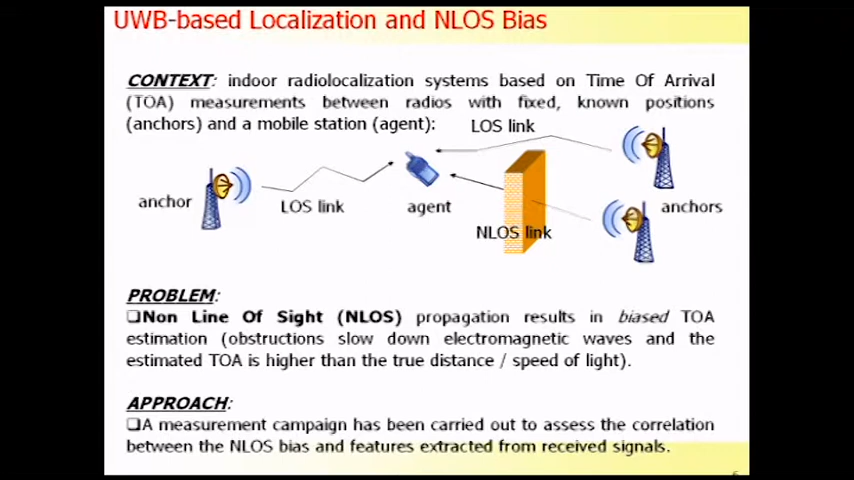 UWB-based Localization and NLOS Bias
CONTEXT: indoor radiolocalization systems based on Time Of Arrival
(TOA) measurements between radios with fixed, known positions
(anchors) and a mobile station (agent):
LOS link
anchor
LOS link
agent
anchors
NLOS link
PROBLEM:
❑Non Line Of Sight (NLOS) propagation results in biased TOA
estimation (obstructions slow down electromagnetic waves and the
estimated TOA is higher than the true distance / speed of light).
APPROACH:
❑A measurement campaign has been carried out to assess the correlation
between the NLOS bias and features extracted from received signals.